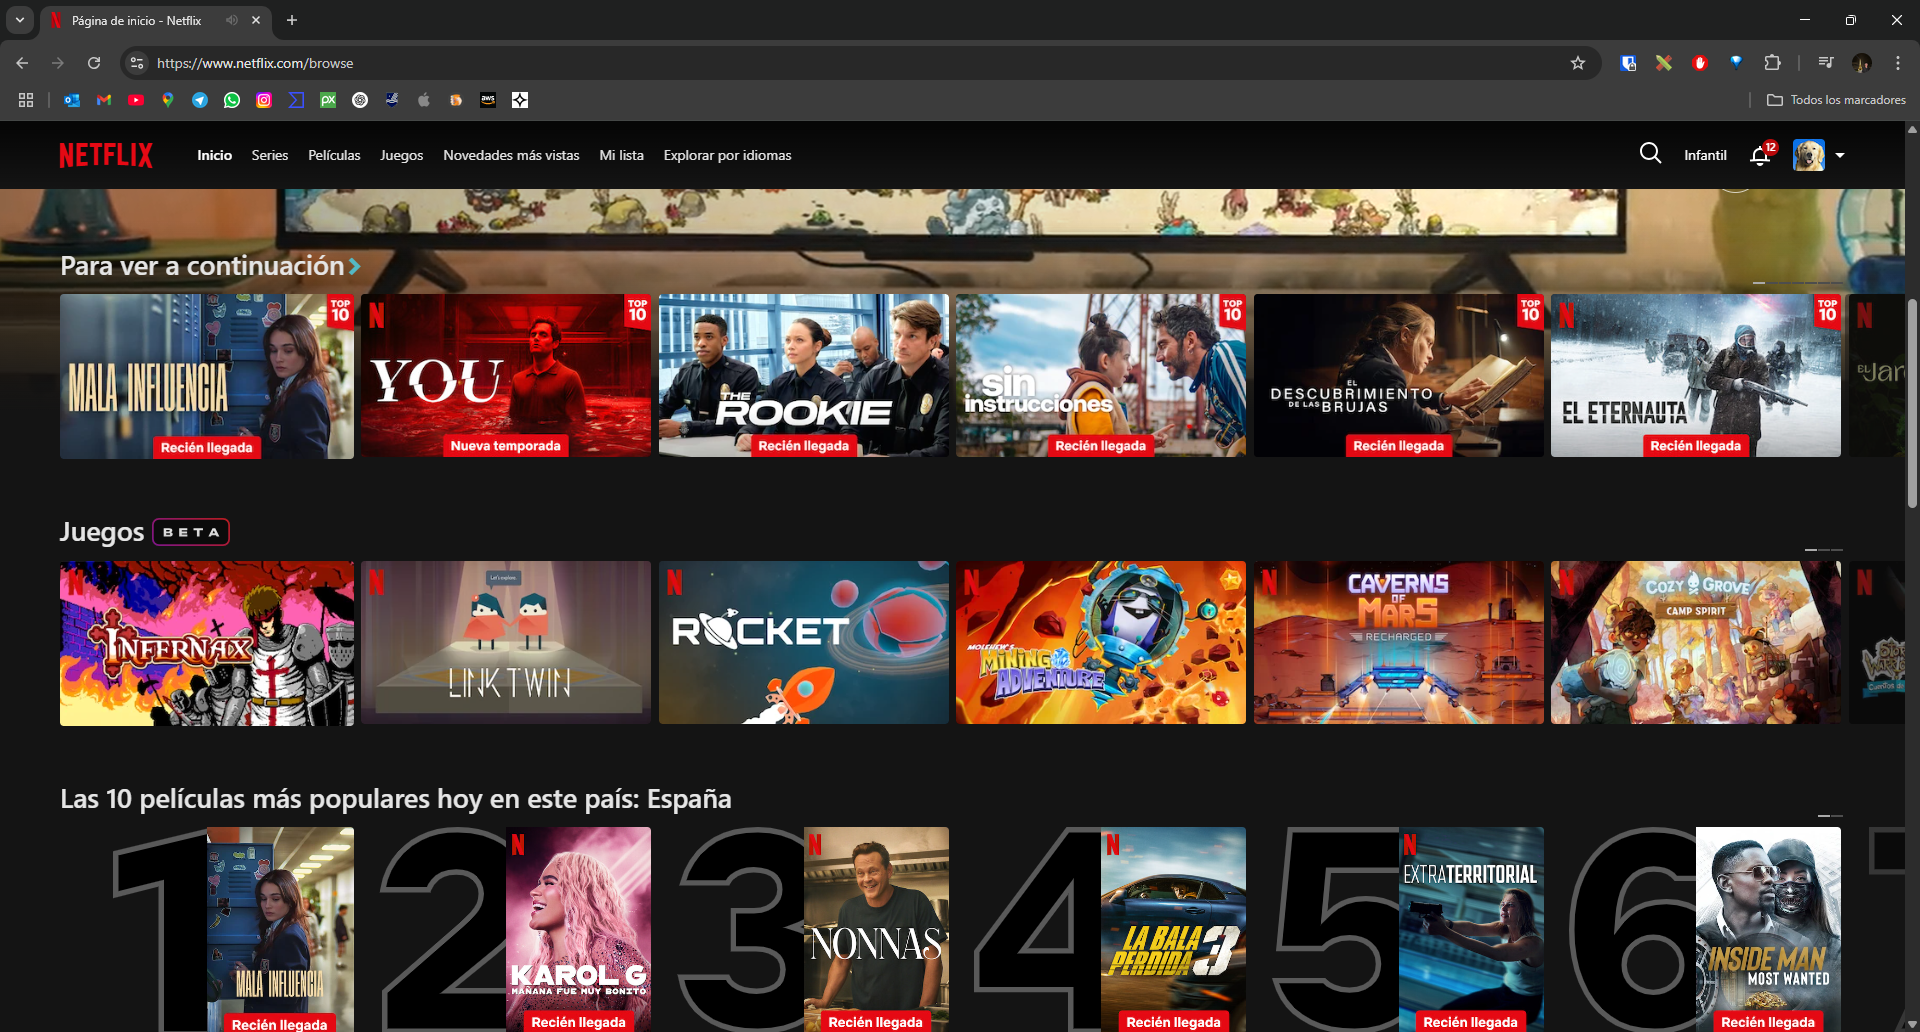 Página de inicio - Netflix
https://www.netflix.com/browse
Todos los marcadores
NETFLIX
Inicio
Series
Películas
Juegos
Novedades más vistas
Mi lista
Explorar por idiomas
Infantil
12
Para ver a continuación
TOP 10
MALA INFLUENCIA
Recién llegada
TOP 10
YOU
Nueva temporada
THE ROOKIE
Recién llegada
TOP 10
sin instrucciones
Recién llegada
TOP 10
EL DESCUBRIMIENTO DE LAS BRUJAS
Recién llegada
TOP 10
EL ETERNAUTA
Recién llegada
Juegos BETA
INFERNAX
Let's explore.
LINK TWIN
ROCKET
MOLEHEW'S
MINING ADVENTURE
CAVERNS OF MARS
RECHARGED
COZY GROVE
CAMP SPIRIT
Las 10 películas más populares hoy en este país: España
1
MALA INFLUENCIA
Recién llegada
2
KAROL G
MAÑANA FUE MUY BONITO
Recién llegada
3
NONNAS
Recién llegada
4
LA BALA PERDIDA 3
Recién llegada
5
EXTRATERRITORIAL
Recién llegada
6
INSIDE MAN
MOST WANTED
Recién llegada